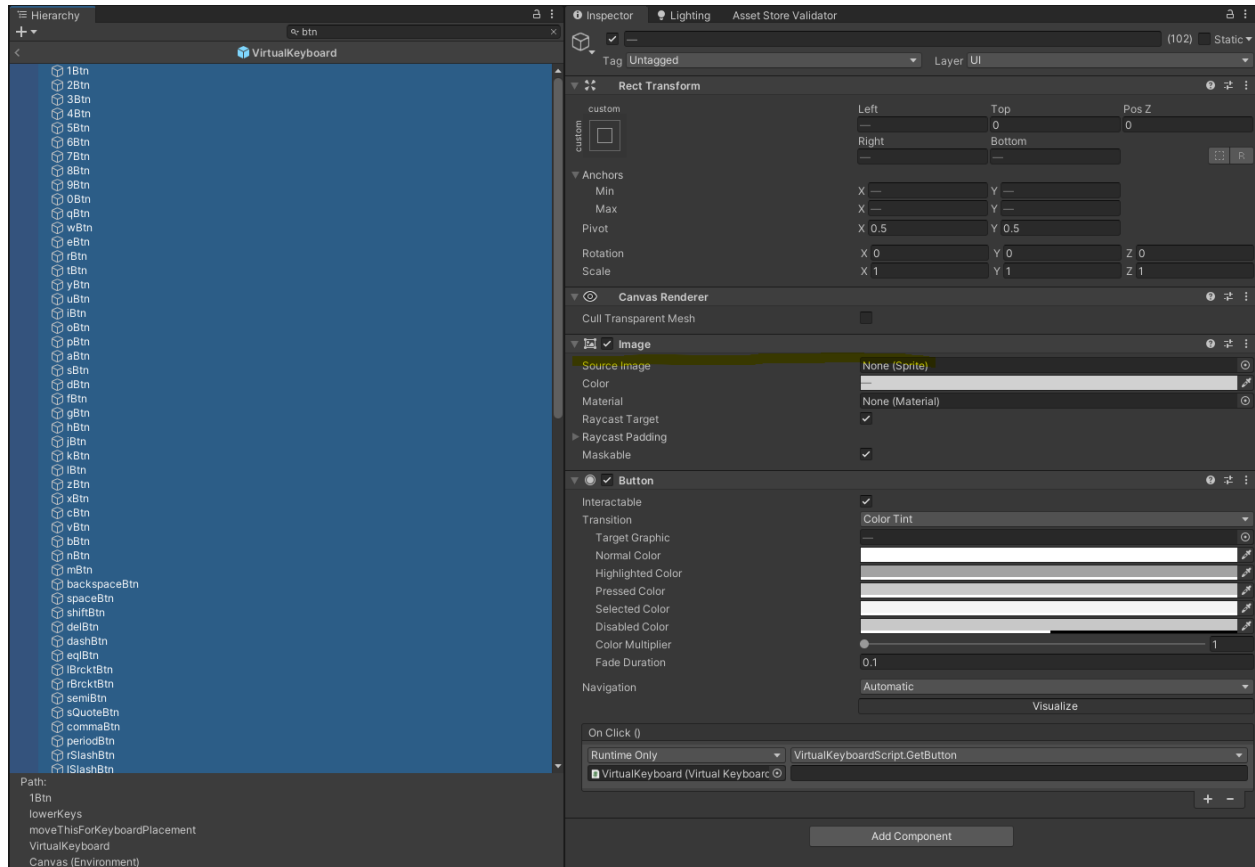 Hierarchy
btn
VirtualKeyboard
1Btn
2Btn
3Btn
4Btn
5Btn
6Btn
7Btn
8Btn
9Btn
0Btn
qBtn
wBtn
eBtn
rBtn
tBtn
yBtn
uBtn
iBtn
oBtn
pBtn
aBtn
sBtn
dBtn
fBtn
gBtn
hBtn
jBtn
kBtn
lBtn
zBtn
xBtn
cBtn
vBtn
bBtn
nBtn
mBtn
backspaceBtn
spaceBtn
shiftBtn
delBtn
dashBtn
eqlBtn
lBrcktBtn
rBrcktBtn
semiBtn
sQuoteBtn
commaBtn
periodBtn
rSlashBtn
lSlashBtn
Path:
1Btn
lowerKeys
moveThisForKeyboardPlacement
VirtualKeyboard
Canvas (Environment)
Inspector Lighting Asset Store Validator
— (102) Static
Tag Untagged Layer UI
Rect Transform
custom Left Top Pos Z
custom — 0 0
Right Bottom
— — R
Anchors
Min X — Y —
Max X — Y —
Pivot X 0.5 Y 0.5
Rotation X 0 Y 0 Z 0
Scale X 1 Y 1 Z 1
Canvas Renderer
Cull Transparent Mesh
Image
Source Image None (Sprite)
Color —
Material None (Material)
Raycast Target
Raycast Padding
Maskable
Button
Interactable
Transition Color Tint
Target Graphic —
Normal Color
Highlighted Color
Pressed Color
Selected Color
Disabled Color
Color Multiplier 1
Fade Duration 0.1
Navigation Automatic
Visualize
On Click ()
Runtime Only VirtualKeyboardScript.GetButton
VirtualKeyboard (Virtual Keyboarc
+ −
Add Component